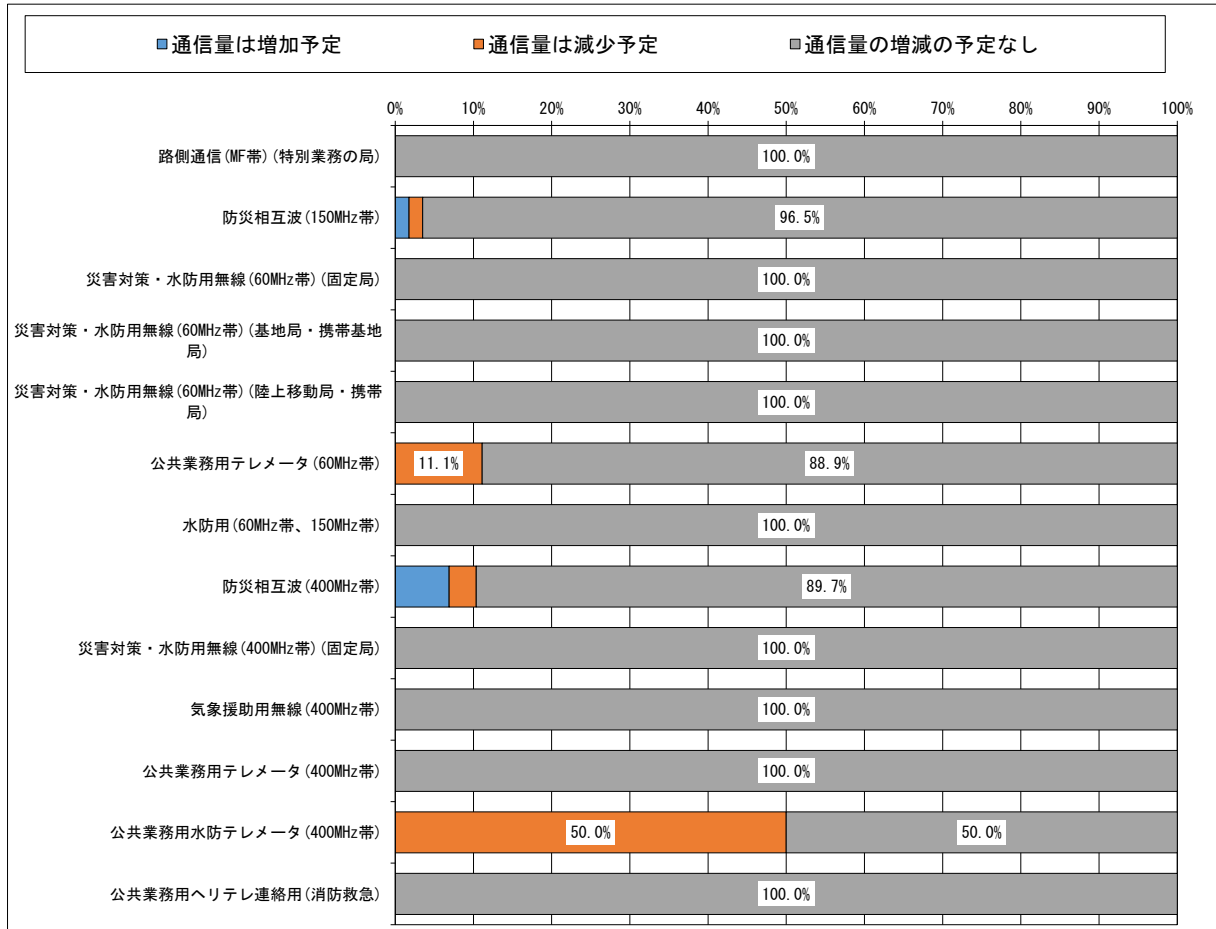 通信量は増加予定 通信量は減少予定 通信量の増減の予定なし
0% 10% 20% 30% 40% 50% 60% 70% 80% 90% 100%
路側通信(MF帯)(特別業務の局) 100.0%
防災相互波(150MHz帯) 96.5%
災害対策・水防用無線(60MHz帯)(固定局) 100.0%
災害対策・水防用無線(60MHz帯)(基地局・携帯基地
局) 100.0%
災害対策・水防用無線(60MHz帯)(陸上移動局・携帯
局) 100.0%
公共業務用テレメータ(60MHz帯) 11.1% 88.9%
水防用(60MHz帯、150MHz帯) 100.0%
防災相互波(400MHz帯) 89.7%
災害対策・水防用無線(400MHz帯)(固定局) 100.0%
気象援助用無線(400MHz帯) 100.0%
公共業務用テレメータ(400MHz帯) 100.0%
公共業務用水防テレメータ(400MHz帯) 50.0% 50.0%
公共業務用ヘリテレ連絡用(消防救急) 100.0%